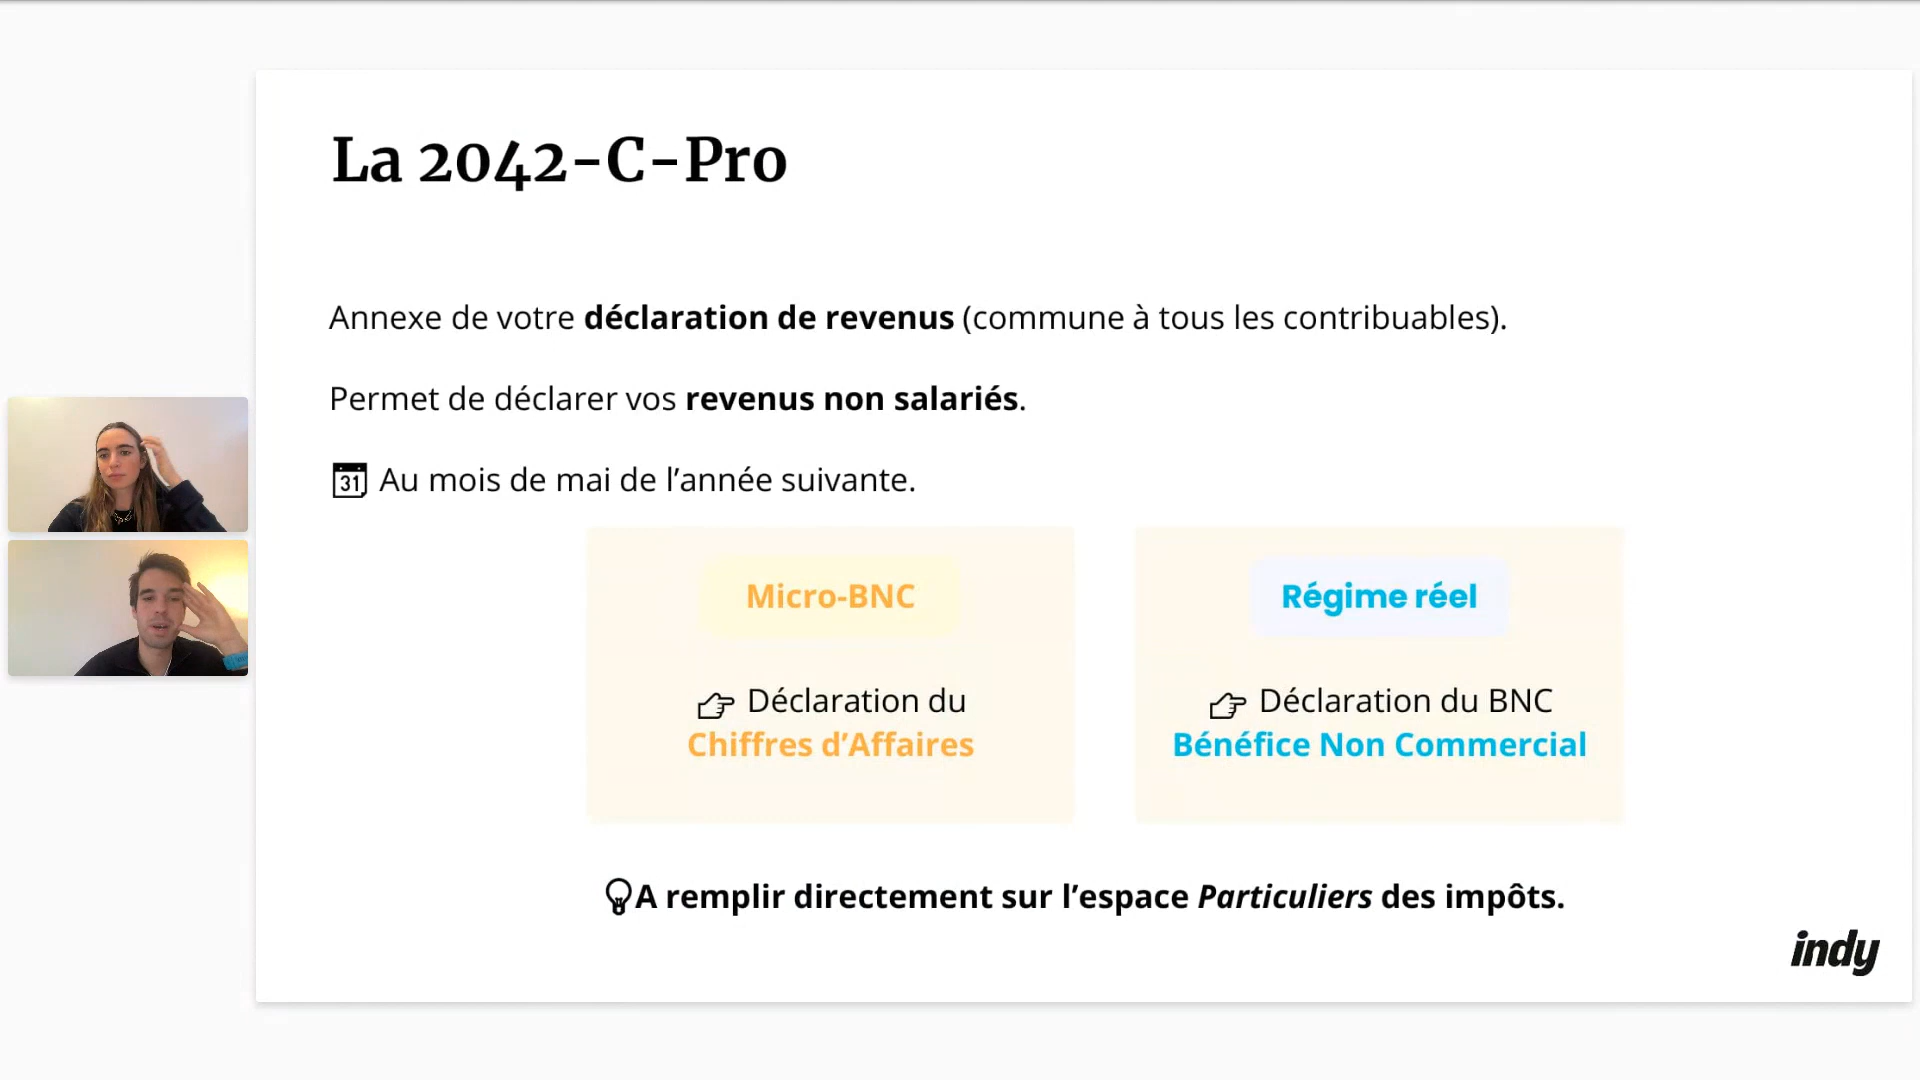 La 2042-C-Pro
Annexe de votre déclaration de revenus (commune à tous les contribuables).
Permet de déclarer vos revenus non salariés.
31 Au mois de mai de l’année suivante.
Micro-BNC
Déclaration du
Chiffres d’Affaires
Régime réel
Déclaration du BNC
Bénéfice Non Commercial
A remplir directement sur l’espace Particuliers des impôts.
indy